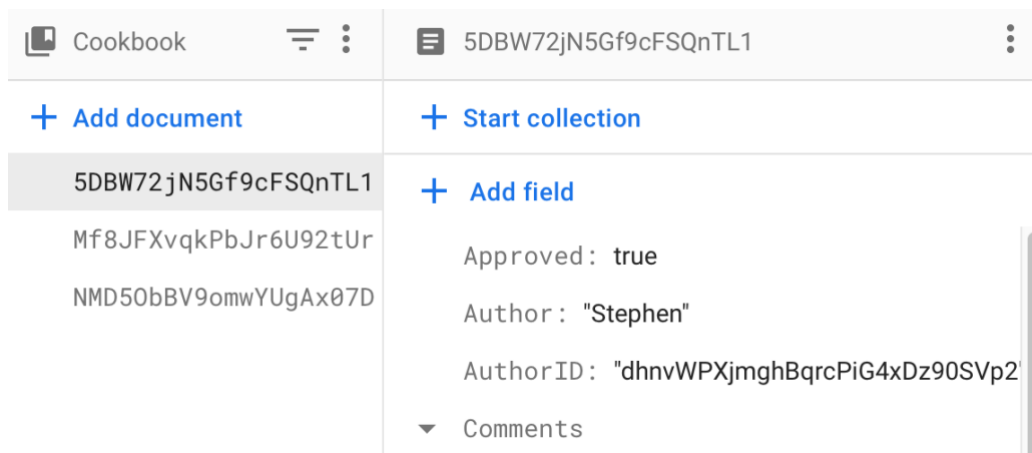 Cookbook
5DBW72jN5Gf9cFSQnTL1
Add document
Start collection
5DBW72jN5Gf9cFSQnTL1
Mf8JFXvqkPbJr6U92tUr
NMD5ObBV9omwYUgAx07D
Add field
Approved: true
Author: "Stephen"
AuthorID: "dhnvWPXjmghBqrcPiG4xDz90SVp2"
Comments